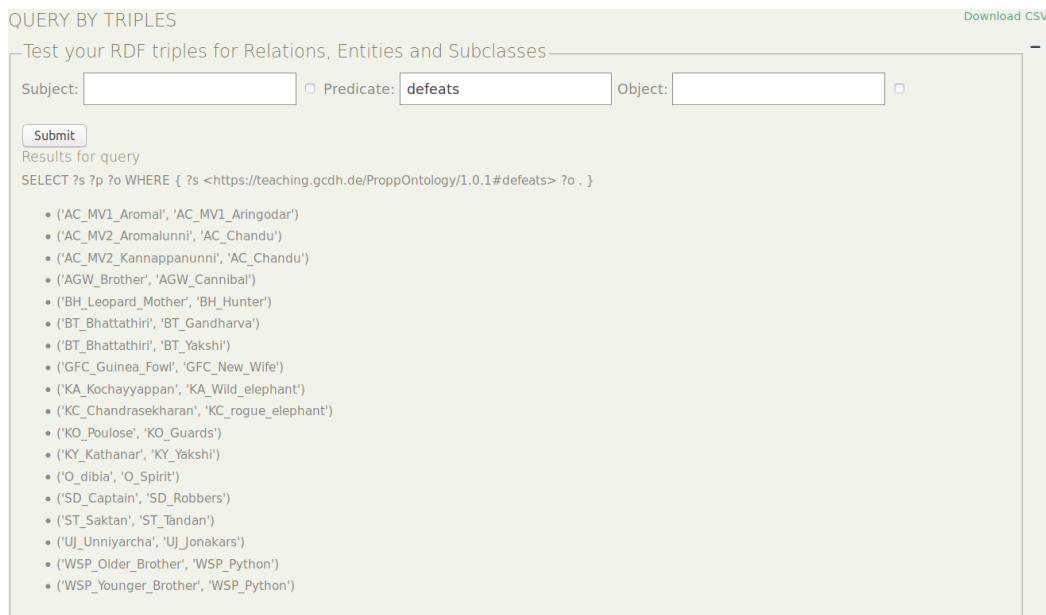 QUERY BY TRIPLES
Download CSV
Test your RDF triples for Relations, Entities and Subclasses
Subject: Predicate: defeats Object:
Submit
Results for query
SELECT ?s ?p ?o WHERE { ?s <https://teaching.gcdh.de/ProppOntology/1.0.1#defeats> ?o . }
• ('AC_MV1_Aromal', 'AC_MV1_Aringodar')
• ('AC_MV2_Aromalunni', 'AC_Chandu')
• ('AC_MV2_Kannappanunni', 'AC_Chandu')
• ('AGW_Brother', 'AGW_Cannibal')
• ('BH_Leopard_Mother', 'BH_Hunter')
• ('BT_Bhattathiri', 'BT_Gandharva')
• ('BT_Bhattathiri', 'BT_Yakshi')
• ('GFC_Guinea_Fowl', 'GFC_New_Wife')
• ('KA_Kochayyappan', 'KA_Wild_elephant')
• ('KC_Chandrasekharan', 'KC_rogue_elephant')
• ('KO_Poulose', 'KO_Guards')
• ('KY_Kathanar', 'KY_Yakshi')
• ('O_dibia', 'O_Spirit')
• ('SD_Captain', 'SD_Robbers')
• ('ST_Saktan', 'ST_Tandan')
• ('UJ_Unniyarcha', 'UJ_Jonakars')
• ('WSP_Older_Brother', 'WSP_Python')
• ('WSP_Younger_Brother', 'WSP_Python')